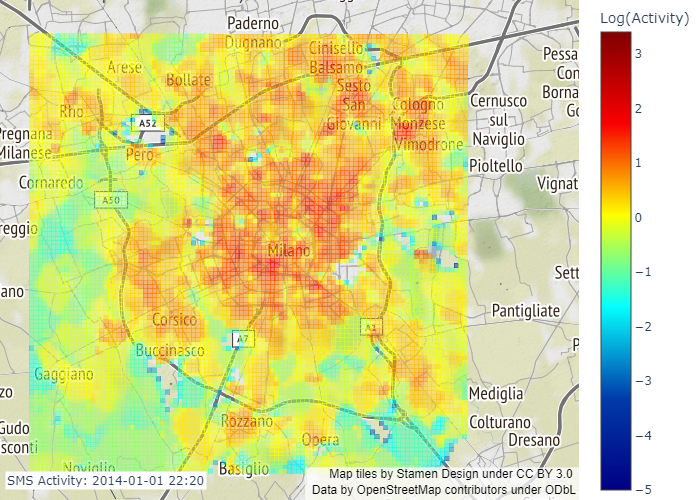 Log(Activity)
3
2
1
0
−1
−2
−3
−4
−5
Paderno
Dugnano
Cinisello
Balsamo
Arese
Bollate
Sesto
San
Giovanni
Rho
Cologno
Monzese
Cernusco
sul
Naviglio
A52
Pregnana
Milanese
Pero
Vimodrone
Pioltello
Cornaredo
Vignat
A50
reggio
Milano
Sett
ano
Pantigliate
Corsico
A7
A1
Buccinasco
Gaggiano
zo
Mediglia
Rozzano
Colturano
Gudo
sconti
Opera
Dresano
Noviglio
Basiglio
Pessa
Con
Borna
Go
P
SMS Activity: 2014-01-01 22:20
Map tiles by Stamen Design under CC BY 3.0
Data by OpenStreetMap contributors under ODbL